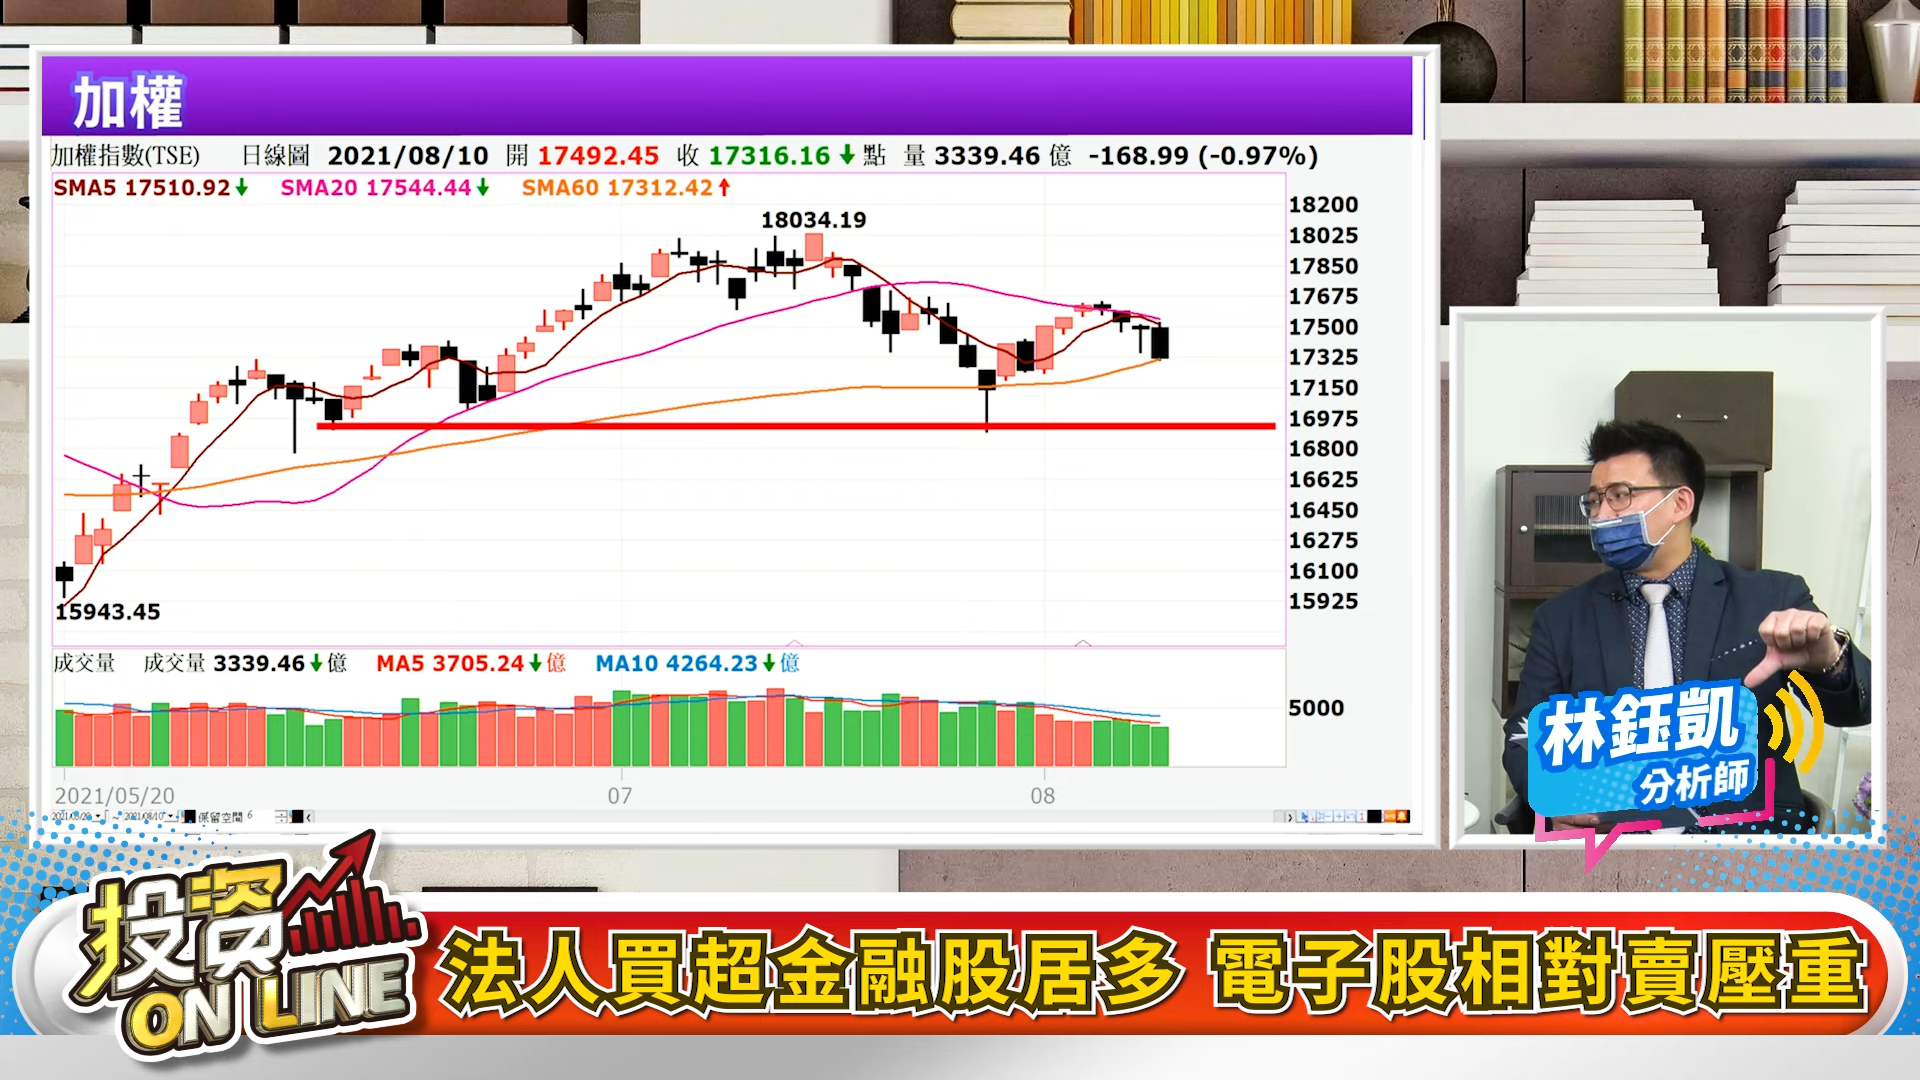 加權
加權指數(TSE) 日線圖 2021/08/10 開 17492.45 收 17316.16 點 量 3339.46 億 -168.99 (-0.97%)
SMA5 17510.92 SMA20 17544.44 SMA60 17312.42
18034.19
15943.45
18200
18025
17850
17675
17500
17325
17150
16975
16800
16625
16450
16275
16100
15925
成交量 成交量 3339.46 億 MA5 3705.24 億 MA10 4264.23 億
5000
2021/05/20 07 08
保留空間 6
林鈺凱
分析師
投資
ON LINE
法人買超金融股居多 電子股相對賣壓重